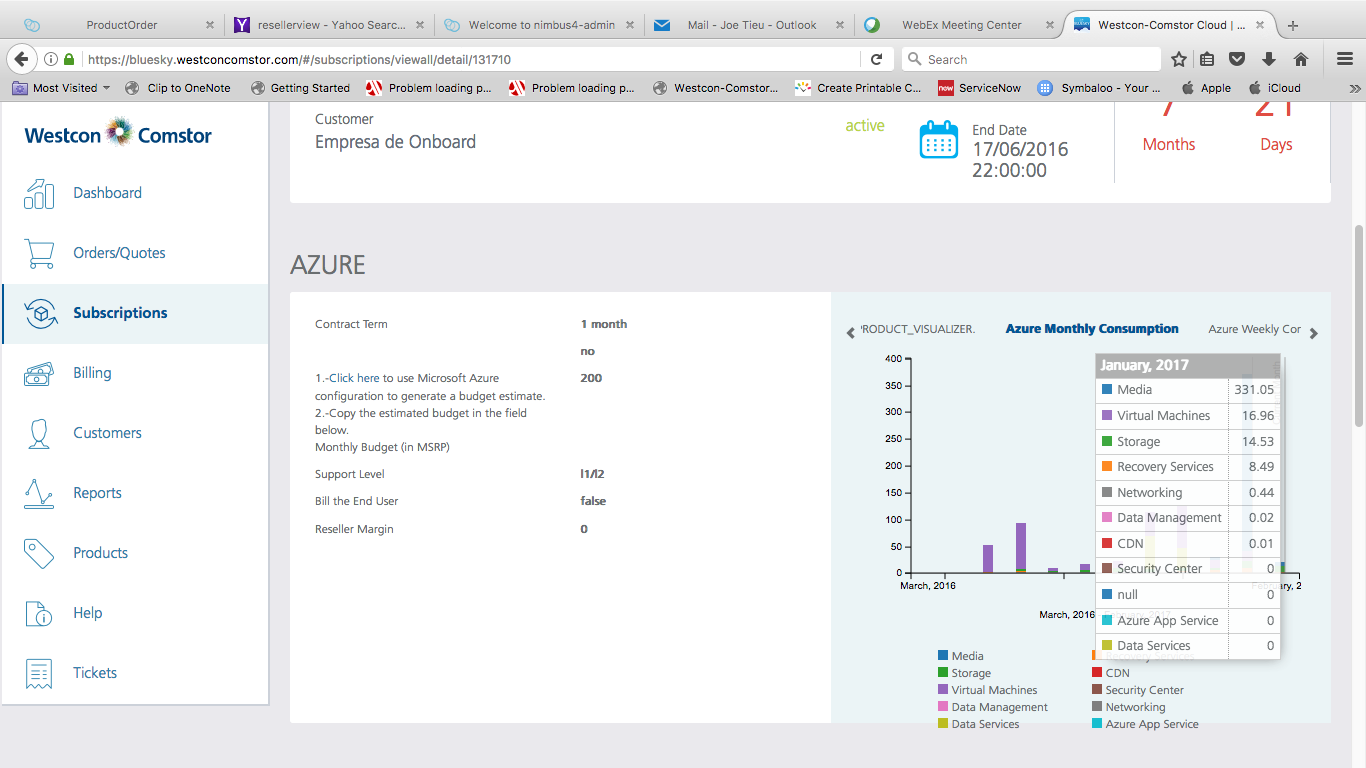 ProductOrder
resellerview - Yahoo Searc...
Welcome to nimbus4-admin
Mail - Joe Tieu - Outlook
WebEx Meeting Center
Westcon-Comstor Cloud | ...
https://bluesky.westconcomstor.com/#/subscriptions/viewall/detail/131710
Search
Most Visited
Clip to OneNote
Getting Started
Problem loading p...
Problem loading p...
Westcon-Comstor...
Create Printable C...
now
ServiceNow
Symbaloo - Your ...
Apple
iCloud
Westcon Comstor
Dashboard
Orders/Quotes
Subscriptions
Billing
Customers
Reports
Products
Help
Tickets
Customer
Empresa de Onboard
active
End Date
17/06/2016
22:00:00
7
Months
21
Days
AZURE
Contract Term
1 month
no
1.-Click here to use Microsoft Azure
configuration to generate a budget estimate.
2.-Copy the estimated budget in the field
below.
Monthly Budget (in MSRP)
200
Support Level
l1/l2
Bill the End User
false
Reseller Margin
0
PRODUCT_VISUALIZER.
Azure Monthly Consumption
Azure Weekly Cor
400
350
300
250
200
150
100
50
0
March, 2016
March, 2016
January, 2017
Media 331.05
Virtual Machines 16.96
Storage 14.53
Recovery Services 8.49
Networking 0.44
Data Management 0.02
CDN 0.01
Security Center 0
null 0
Azure App Service 0
Data Services 0
Media
Storage
Virtual Machines
Data Management
Data Services
CDN
Security Center
Networking
Azure App Service